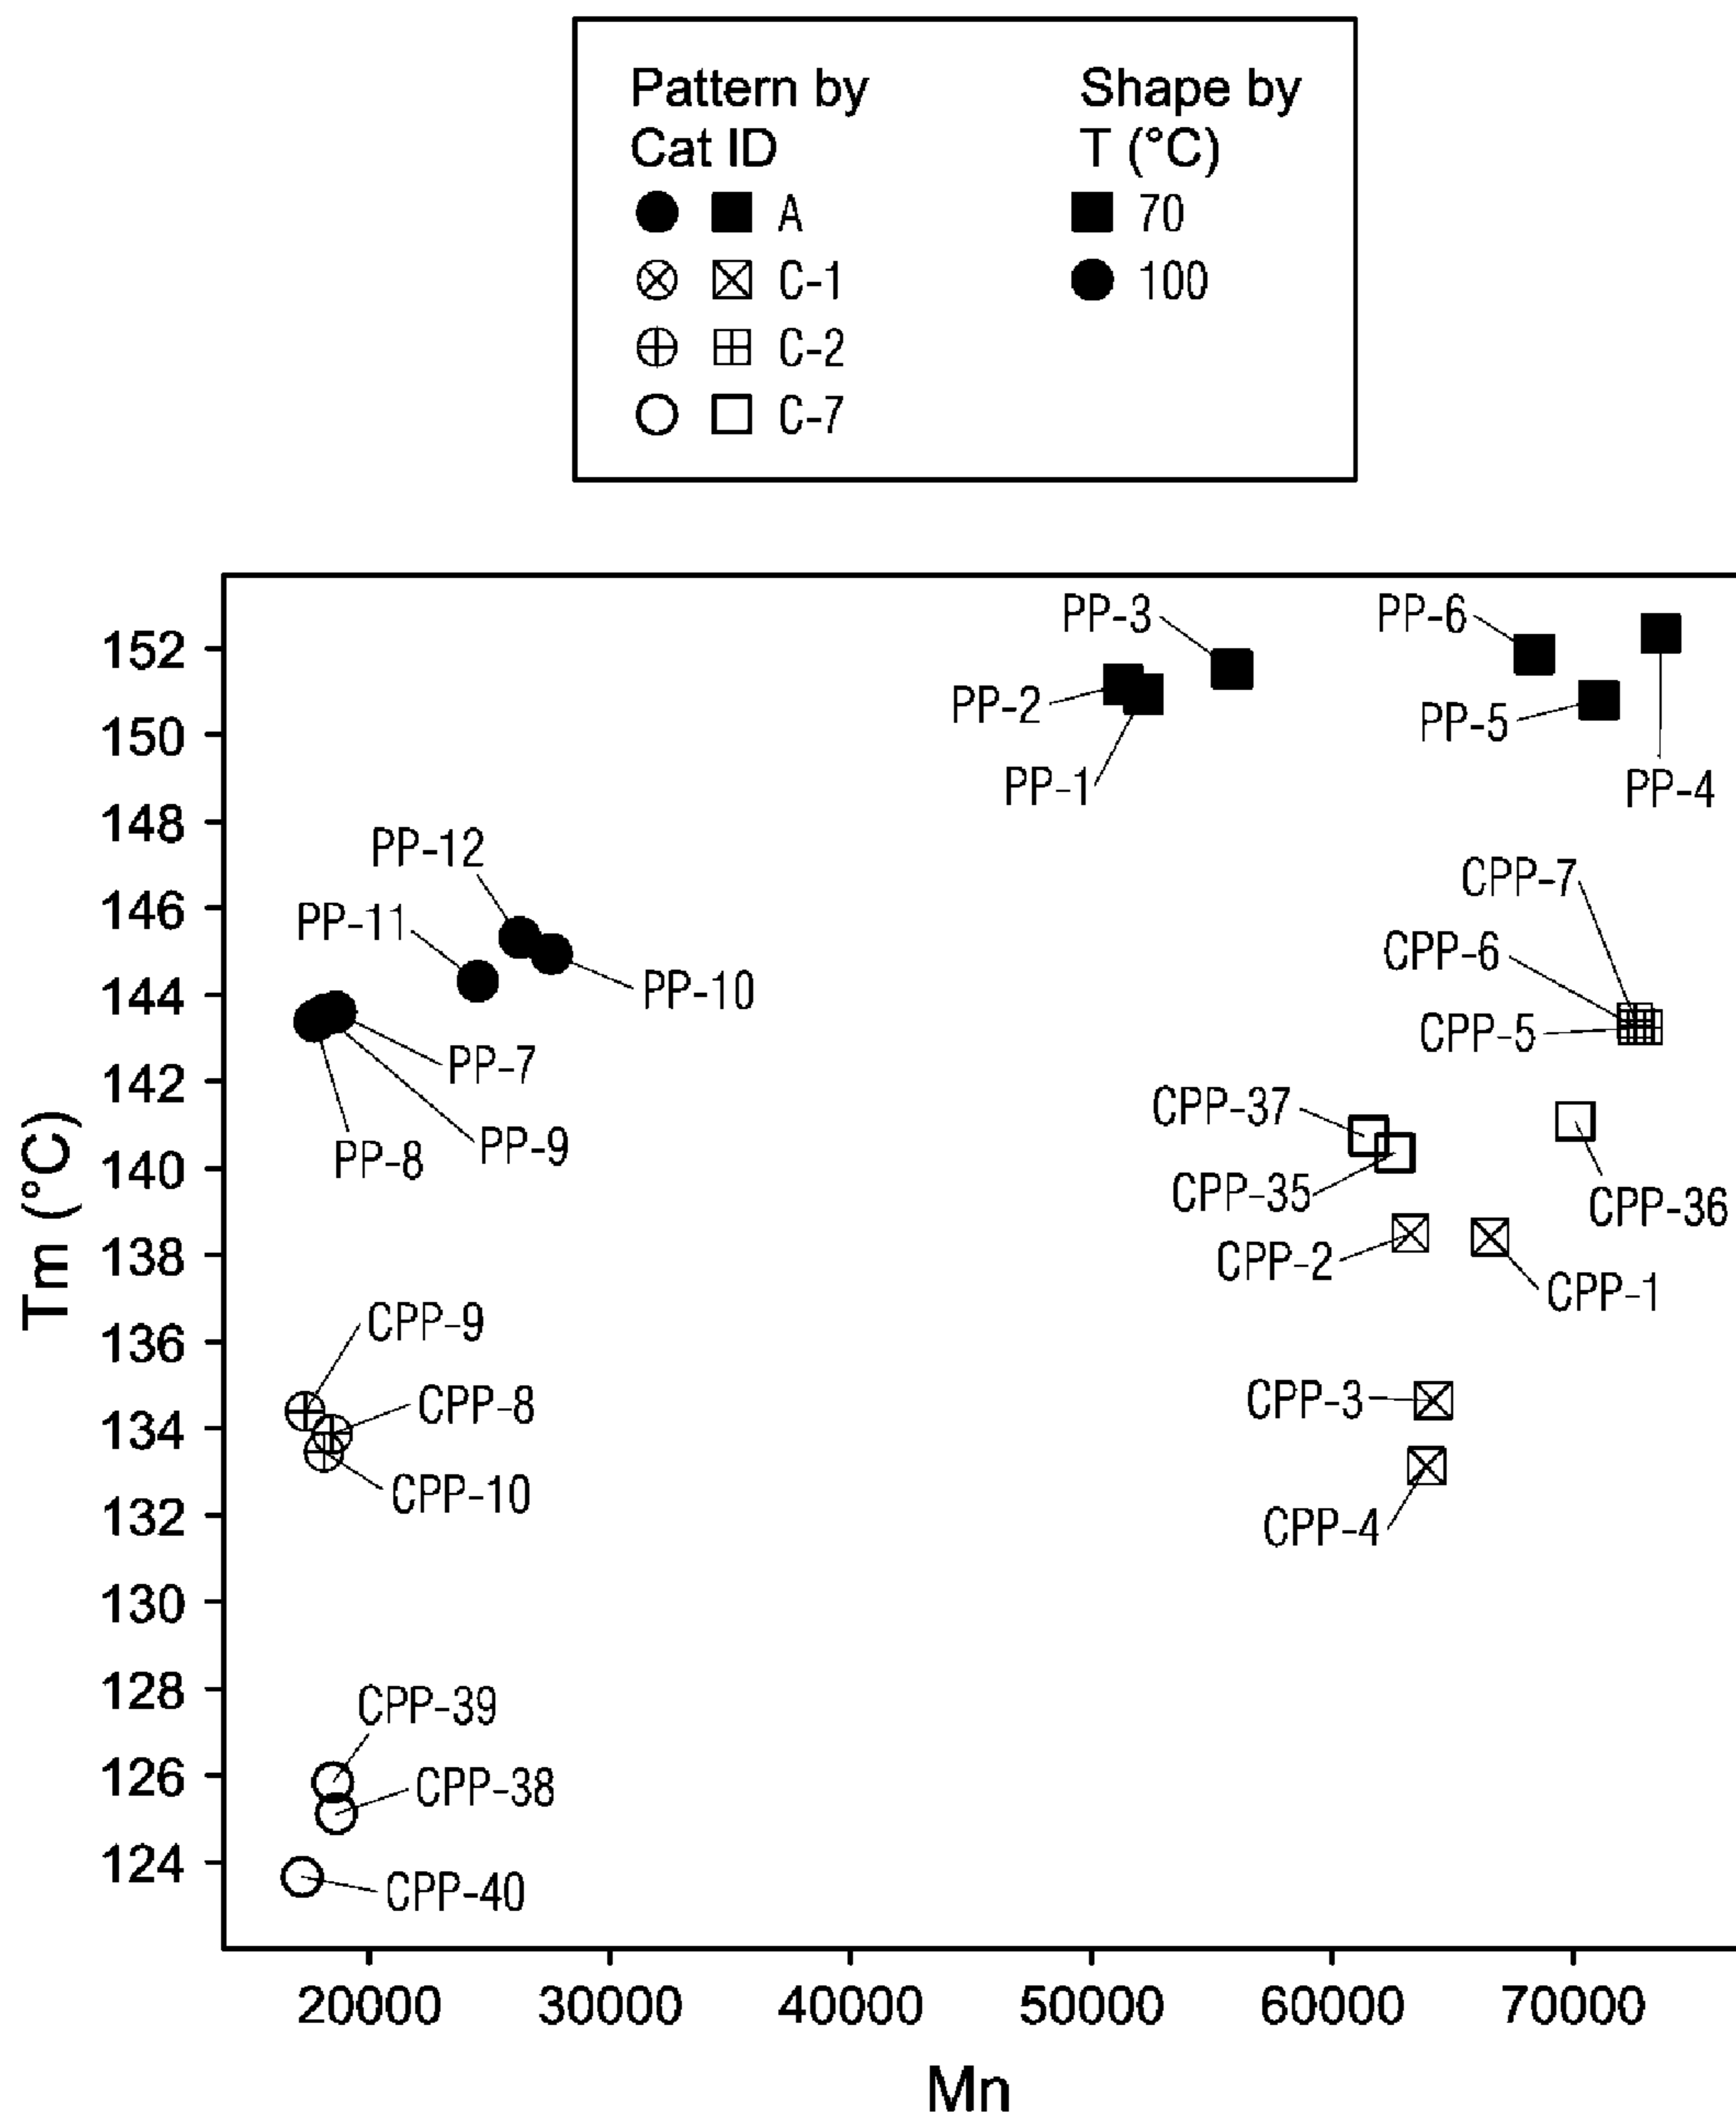 Pattern by
Cat ID
A
C-1
C-2
C-7
Shape by
T (°C)
70
100
Tm (°C)
152
150
148
146
144
142
140
138
136
134
132
130
128
126
124
PP-3
PP-6
PP-2
PP-5
PP-1
PP-4
PP-12
CPP-7
PP-11
CPP-6
PP-10
CPP-5
PP-7
CPP-37
PP-9
PP-8
CPP-35
CPP-36
CPP-2
CPP-1
CPP-9
CPP-8
CPP-3
CPP-10
CPP-4
CPP-39
CPP-38
CPP-40
20000 30000 40000 50000 60000 70000
Mn